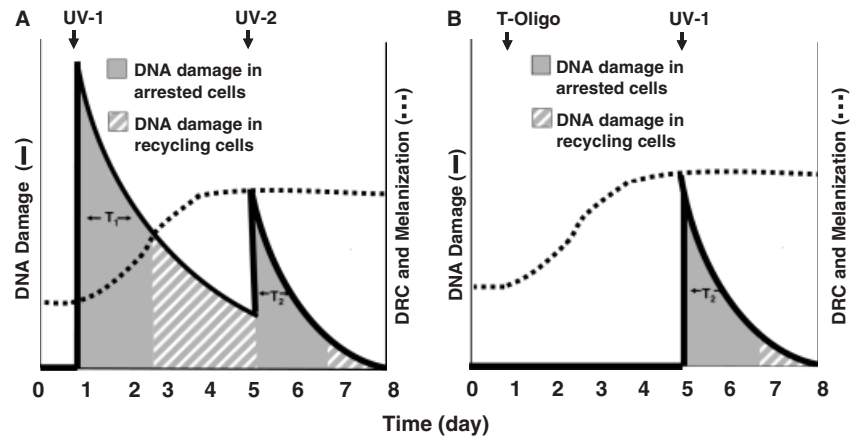 A
UV-1
UV-2
DNA damage in
arrested cells
DNA damage in
recycling cells
T1
T2
DNA Damage (—)
DRC and Melanization (•••)
0 1 2 3 4 5 6 7 8
B
T-Oligo
UV-1
DNA damage in
arrested cells
DNA damage in
recycling cells
T2
DNA Damage (—)
DRC and Melanization (•••)
0 1 2 3 4 5 6 7 8
Time (day)